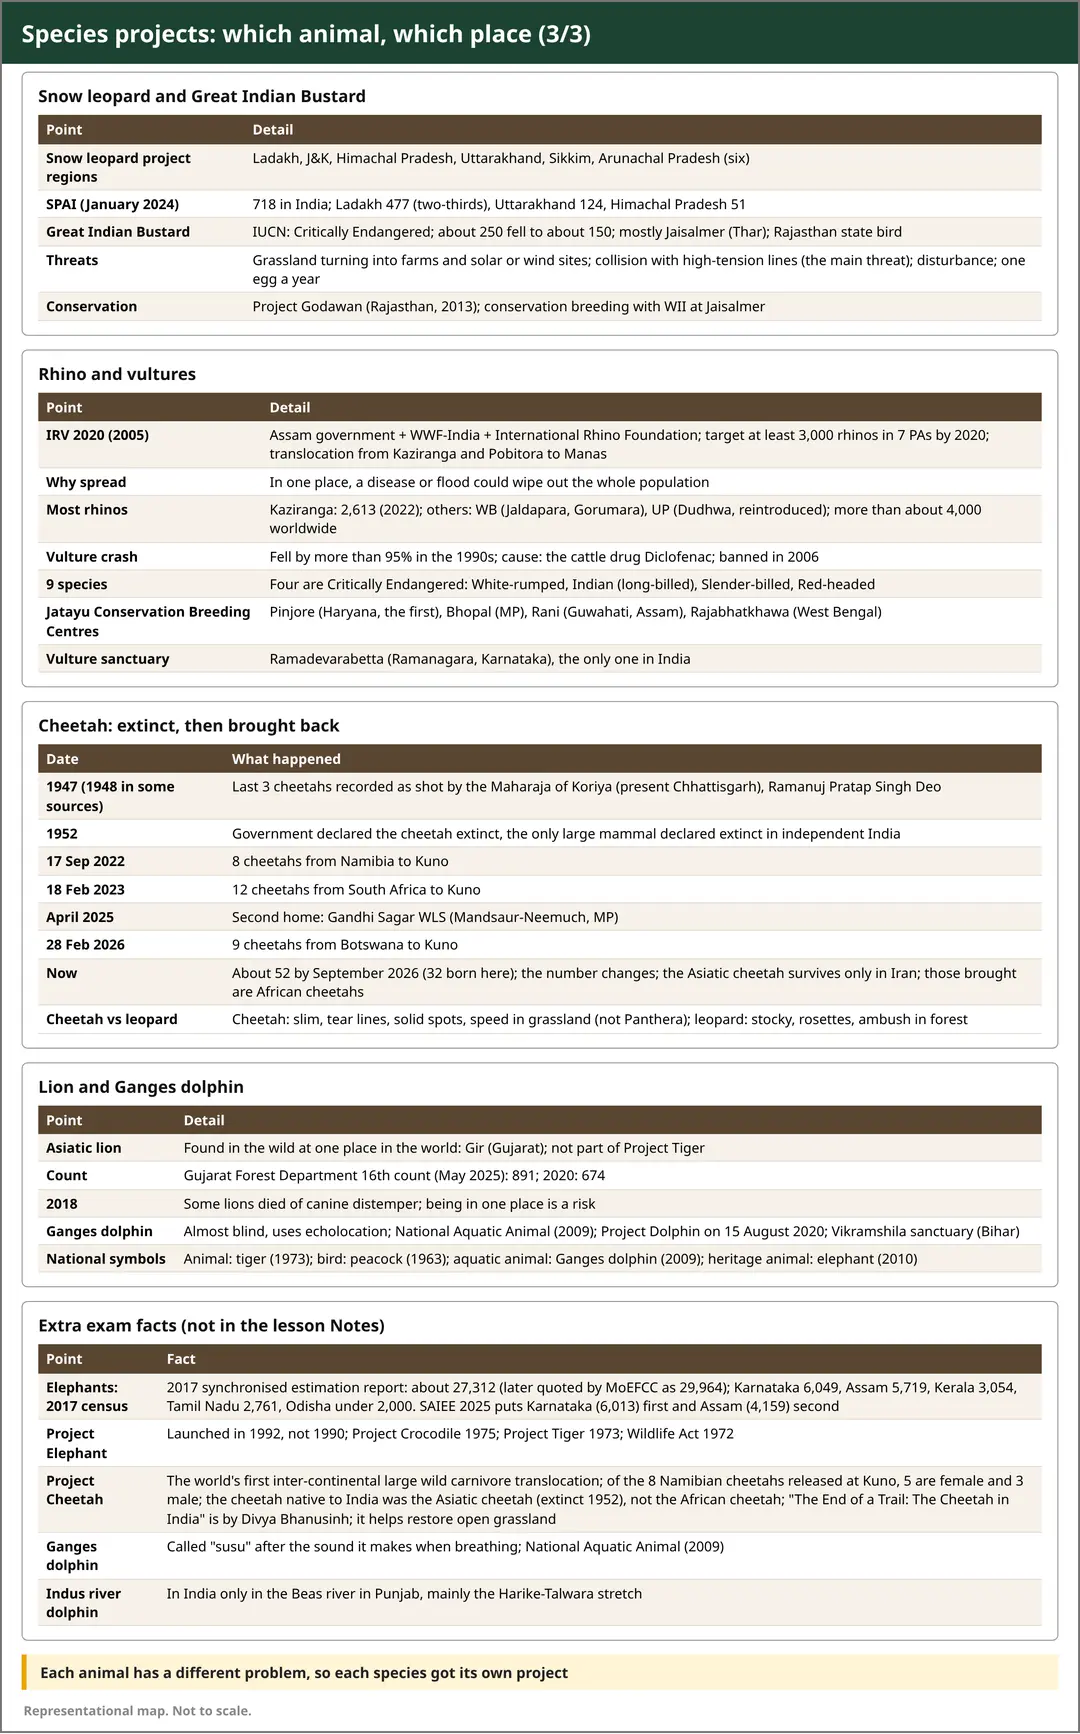 Species projects: which animal, which place (3/3)
Snow leopard and Great Indian Bustard
Point Detail
Snow leopard project regions Ladakh, J&K, Himachal Pradesh, Uttarakhand, Sikkim, Arunachal Pradesh (six)
SPAI (January 2024) 718 in India; Ladakh 477 (two-thirds), Uttarakhand 124, Himachal Pradesh 51
Great Indian Bustard IUCN: Critically Endangered; about 250 fell to about 150; mostly Jaisalmer (Thar); Rajasthan state bird
Threats Grassland turning into farms and solar or wind sites; collision with high-tension lines (the main threat); disturbance; one
egg a year
Conservation Project Godawan (Rajasthan, 2013); conservation breeding with WII at Jaisalmer
Rhino and vultures
Point Detail
IRV 2020 (2005) Assam government + WWF-India + International Rhino Foundation; target at least 3,000 rhinos in 7 PAs by 2020;
translocation from Kaziranga and Pobitora to Manas
Why spread In one place, a disease or flood could wipe out the whole population
Most rhinos Kaziranga: 2,613 (2022); others: WB (Jaldapara, Gorumara), UP (Dudhwa, reintroduced); more than about 4,000
worldwide
Vulture crash Fell by more than 95% in the 1990s; cause: the cattle drug Diclofenac; banned in 2006
9 species Four are Critically Endangered: White-rumped, Indian (long-billed), Slender-billed, Red-headed
Jatayu Conservation Breeding Centres Pinjore (Haryana, the first), Bhopal (MP), Rani (Guwahati, Assam), Rajabhatkhawa (West Bengal)
Vulture sanctuary Ramadevarabetta (Ramanagara, Karnataka), the only one in India
Cheetah: extinct, then brought back
Date What happened
1947 (1948 in some sources) Last 3 cheetahs recorded as shot by the Maharaja of Koriya (present Chhattisgarh), Ramanuj Pratap Singh Deo
1952 Government declared the cheetah extinct, the only large mammal declared extinct in independent India
17 Sep 2022 8 cheetahs from Namibia to Kuno
18 Feb 2023 12 cheetahs from South Africa to Kuno
April 2025 Second home: Gandhi Sagar WLS (Mandsaur-Neemuch, MP)
28 Feb 2026 9 cheetahs from Botswana to Kuno
Now About 52 by September 2026 (32 born here); the number changes; the Asiatic cheetah survives only in Iran; those brought
are African cheetahs
Cheetah vs leopard Cheetah: slim, tear lines, solid spots, speed in grassland (not Panthera); leopard: stocky, rosettes, ambush in forest
Lion and Ganges dolphin
Point Detail
Asiatic lion Found in the wild at one place in the world: Gir (Gujarat); not part of Project Tiger
Count Gujarat Forest Department 16th count (May 2025): 891; 2020: 674
2018 Some lions died of canine distemper; being in one place is a risk
Ganges dolphin Almost blind, uses echolocation; National Aquatic Animal (2009); Project Dolphin on 15 August 2020; Vikramshila sanctuary (Bihar)
National symbols Animal: tiger (1973); bird: peacock (1963); aquatic animal: Ganges dolphin (2009); heritage animal: elephant (2010)
Extra exam facts (not in the lesson Notes)
Point Fact
Elephants: 2017 census 2017 synchronised estimation report: about 27,312 (later quoted by MoEFCC as 29,964); Karnataka 6,049, Assam 5,719, Kerala 3,054,
Tamil Nadu 2,761, Odisha under 2,000. SAIEE 2025 puts Karnataka (6,013) first and Assam (4,159) second
Project Elephant Launched in 1992, not 1990; Project Crocodile 1975; Project Tiger 1973; Wildlife Act 1972
Project Cheetah The world's first inter-continental large wild carnivore translocation; of the 8 Namibian cheetahs released at Kuno, 5 are female and 3
male; the cheetah native to India was the Asiatic cheetah (extinct 1952), not the African cheetah; "The End of a Trail: The Cheetah in
India" is by Divya Bhanusinh; it helps restore open grassland
Ganges dolphin Called "susu" after the sound it makes when breathing; National Aquatic Animal (2009)
Indus river dolphin In India only in the Beas river in Punjab, mainly the Harike-Talwara stretch
Each animal has a different problem, so each species got its own project
Representational map. Not to scale.